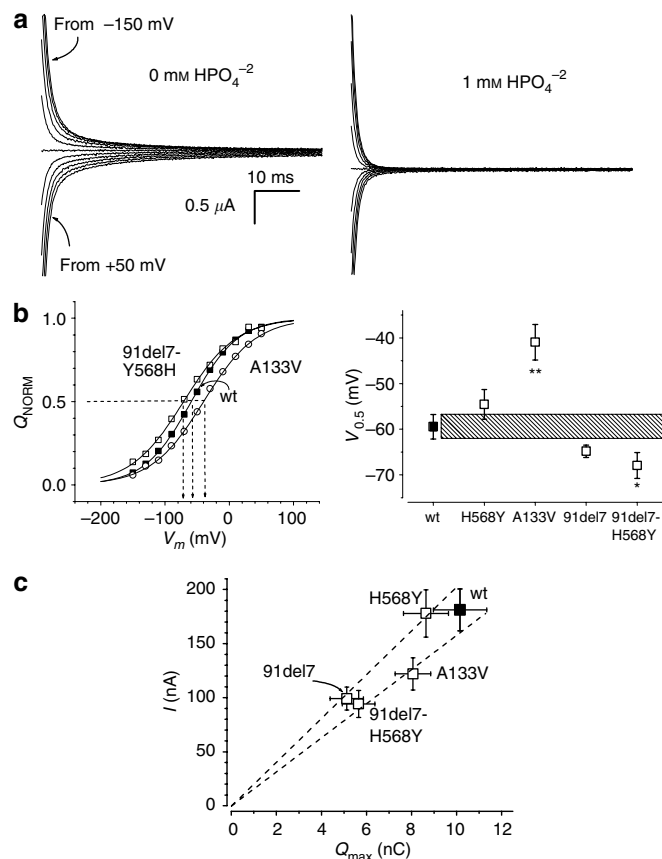 a
From −150 mV
0 mM HPO4−2
1 mM HPO4−2
10 ms
0.5 μA
From +50 mV
b
1.0
0.5
0.0
QNORM
91del7-
Y568H
A133V
wt
−200 −100 0 100
Vm (mV)
−40
−50
−60
−70
V0.5 (mV)
**
*
wt H568Y A133V 91del7 91del7-
H568Y
c
200
150
100
50
0
I (nA)
H568Y
wt
91del7
A133V
91del7-
H568Y
0 2 4 6 8 10 12
Qmax (nC)